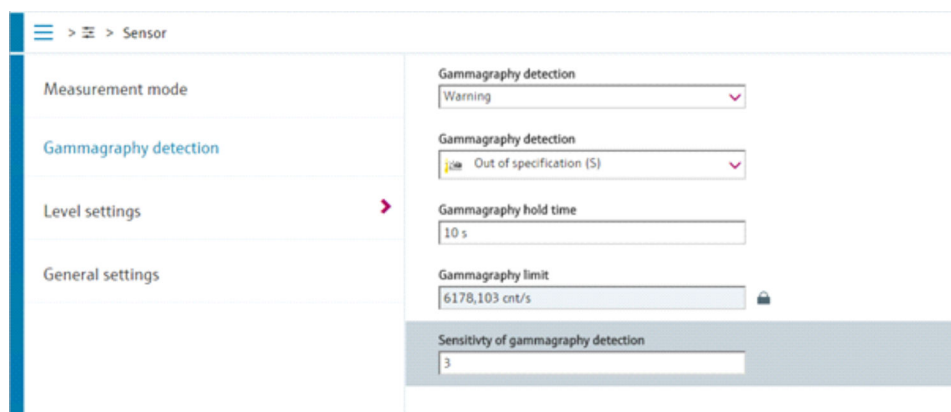 > > Sensor
Measurement mode
Gammagraphy detection
Level settings
General settings
Gammagraphy detection
Warning
Gammagraphy detection
Out of specification (S)
Gammagraphy hold time
10 s
Gammagraphy limit
6178,103 cnt/s
Sensitivty of gammagraphy detection
3